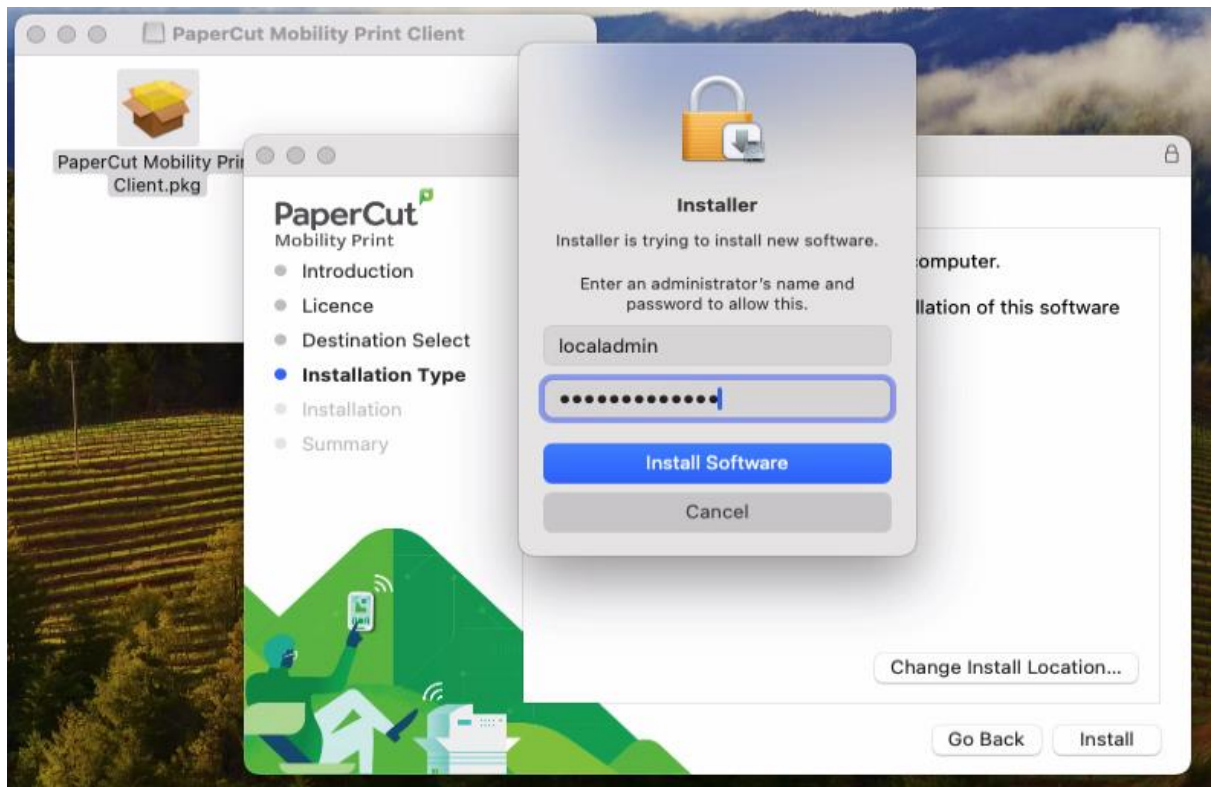 PaperCut Mobility Print Client
PaperCut Mobility Pri
Client.pkg
PaperCut
Mobility Print
Introduction
Licence
Destination Select
Installation Type
Installation
Summary
Installer
Installer is trying to install new software.
Enter an administrator's name and
password to allow this.
localadmin
•••••••••••••
Install Software
Cancel
computer.
llation of this software
Change Install Location...
Go Back
Install